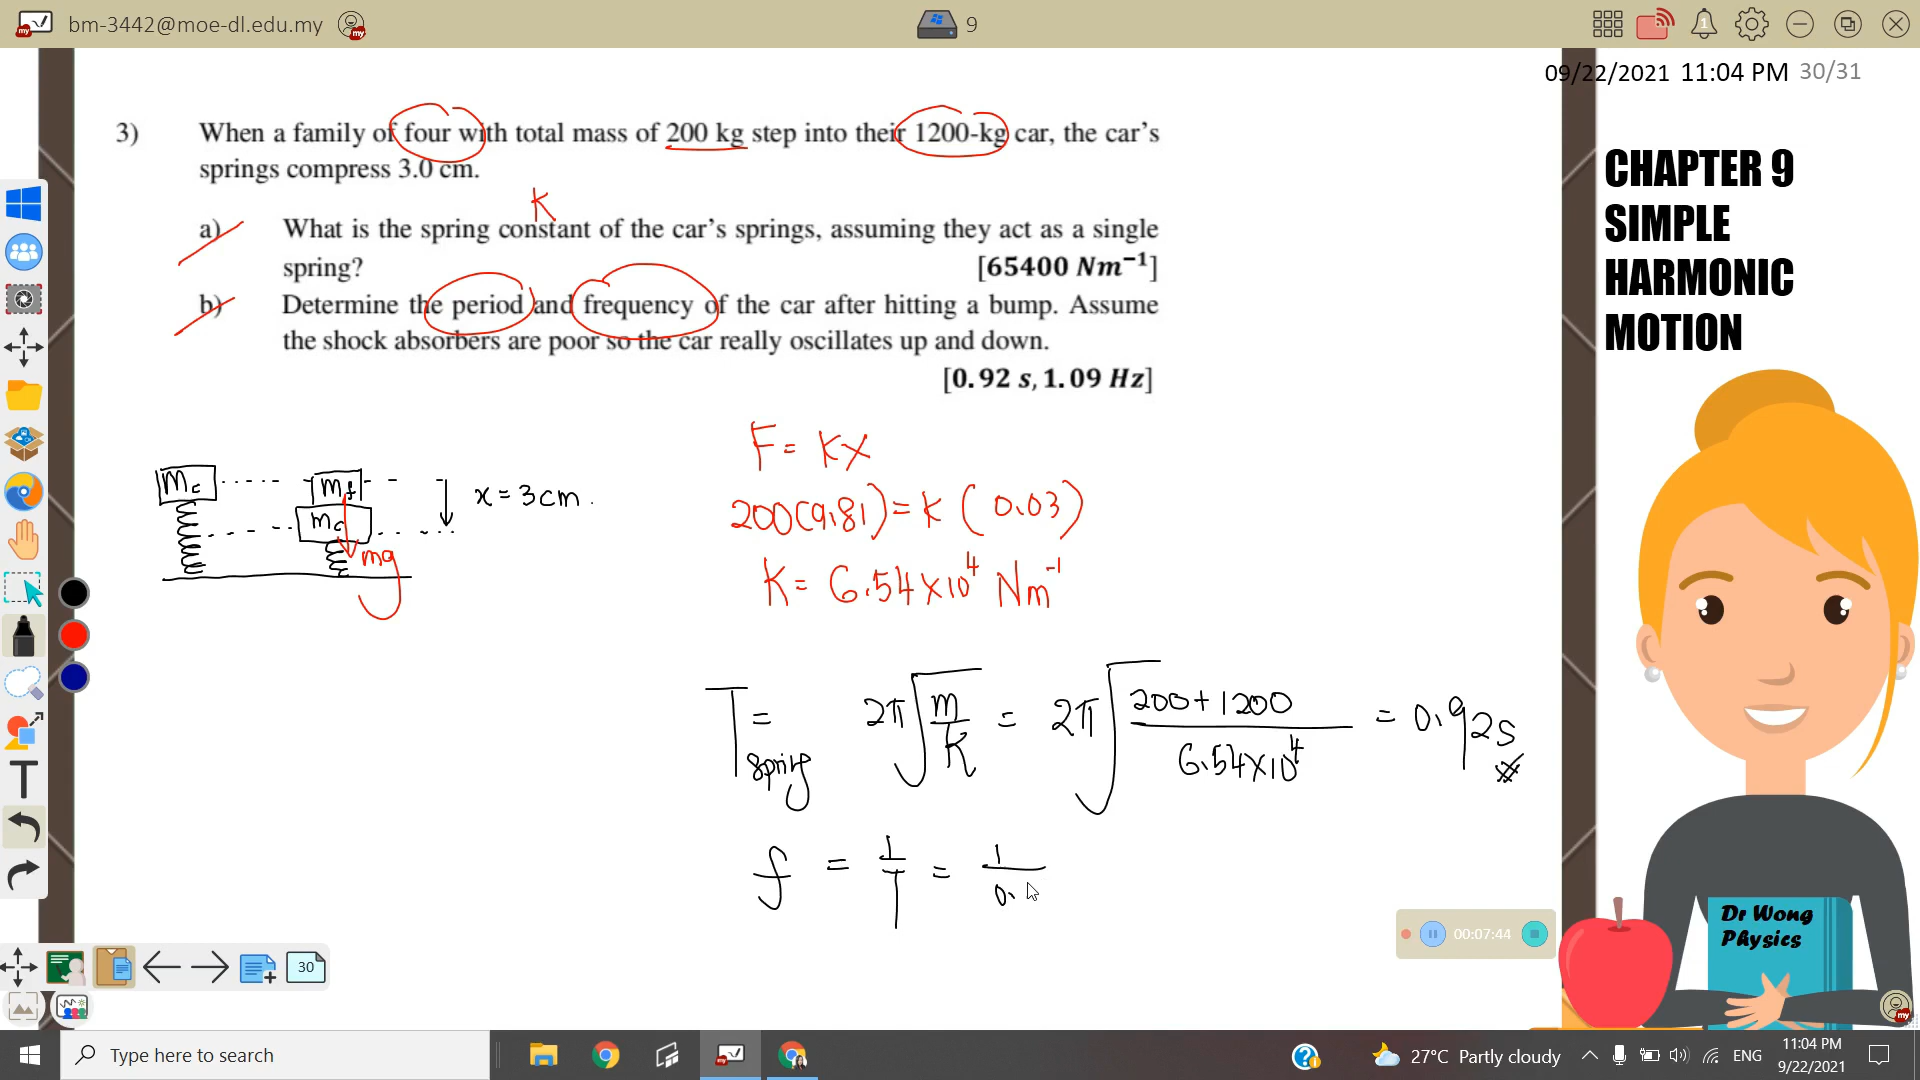 bm-3442@moe-dl.edu.my
9
1
09/22/2021 11:04 PM 30/31
3) When a family of four with total mass of 200 kg step into their 1200-kg car, the car's
springs compress 3.0 cm.
K
a) What is the spring constant of the car's springs, assuming they act as a single
spring? [65400 Nm⁻¹]
b) Determine the period and frequency of the car after hitting a bump. Assume
the shock absorbers are poor so the car really oscillates up and down.
[0.92 s, 1.09 Hz]
CHAPTER 9
SIMPLE
HARMONIC
MOTION
mc
mf
mc
mg
x = 3 cm.
F = Kx
200(9.81) = K (0.03)
K = 6.54×10⁴ Nm⁻¹
T spring = 2π√(m/K) = 2π√((200+1200)/(6.54×10⁴)) = 0.92s
f = 1/T = 1/0.
T
00:07:44
Dr Wong
Physics
30
Type here to search
27°C Partly cloudy
ENG
11:04 PM
9/22/2021